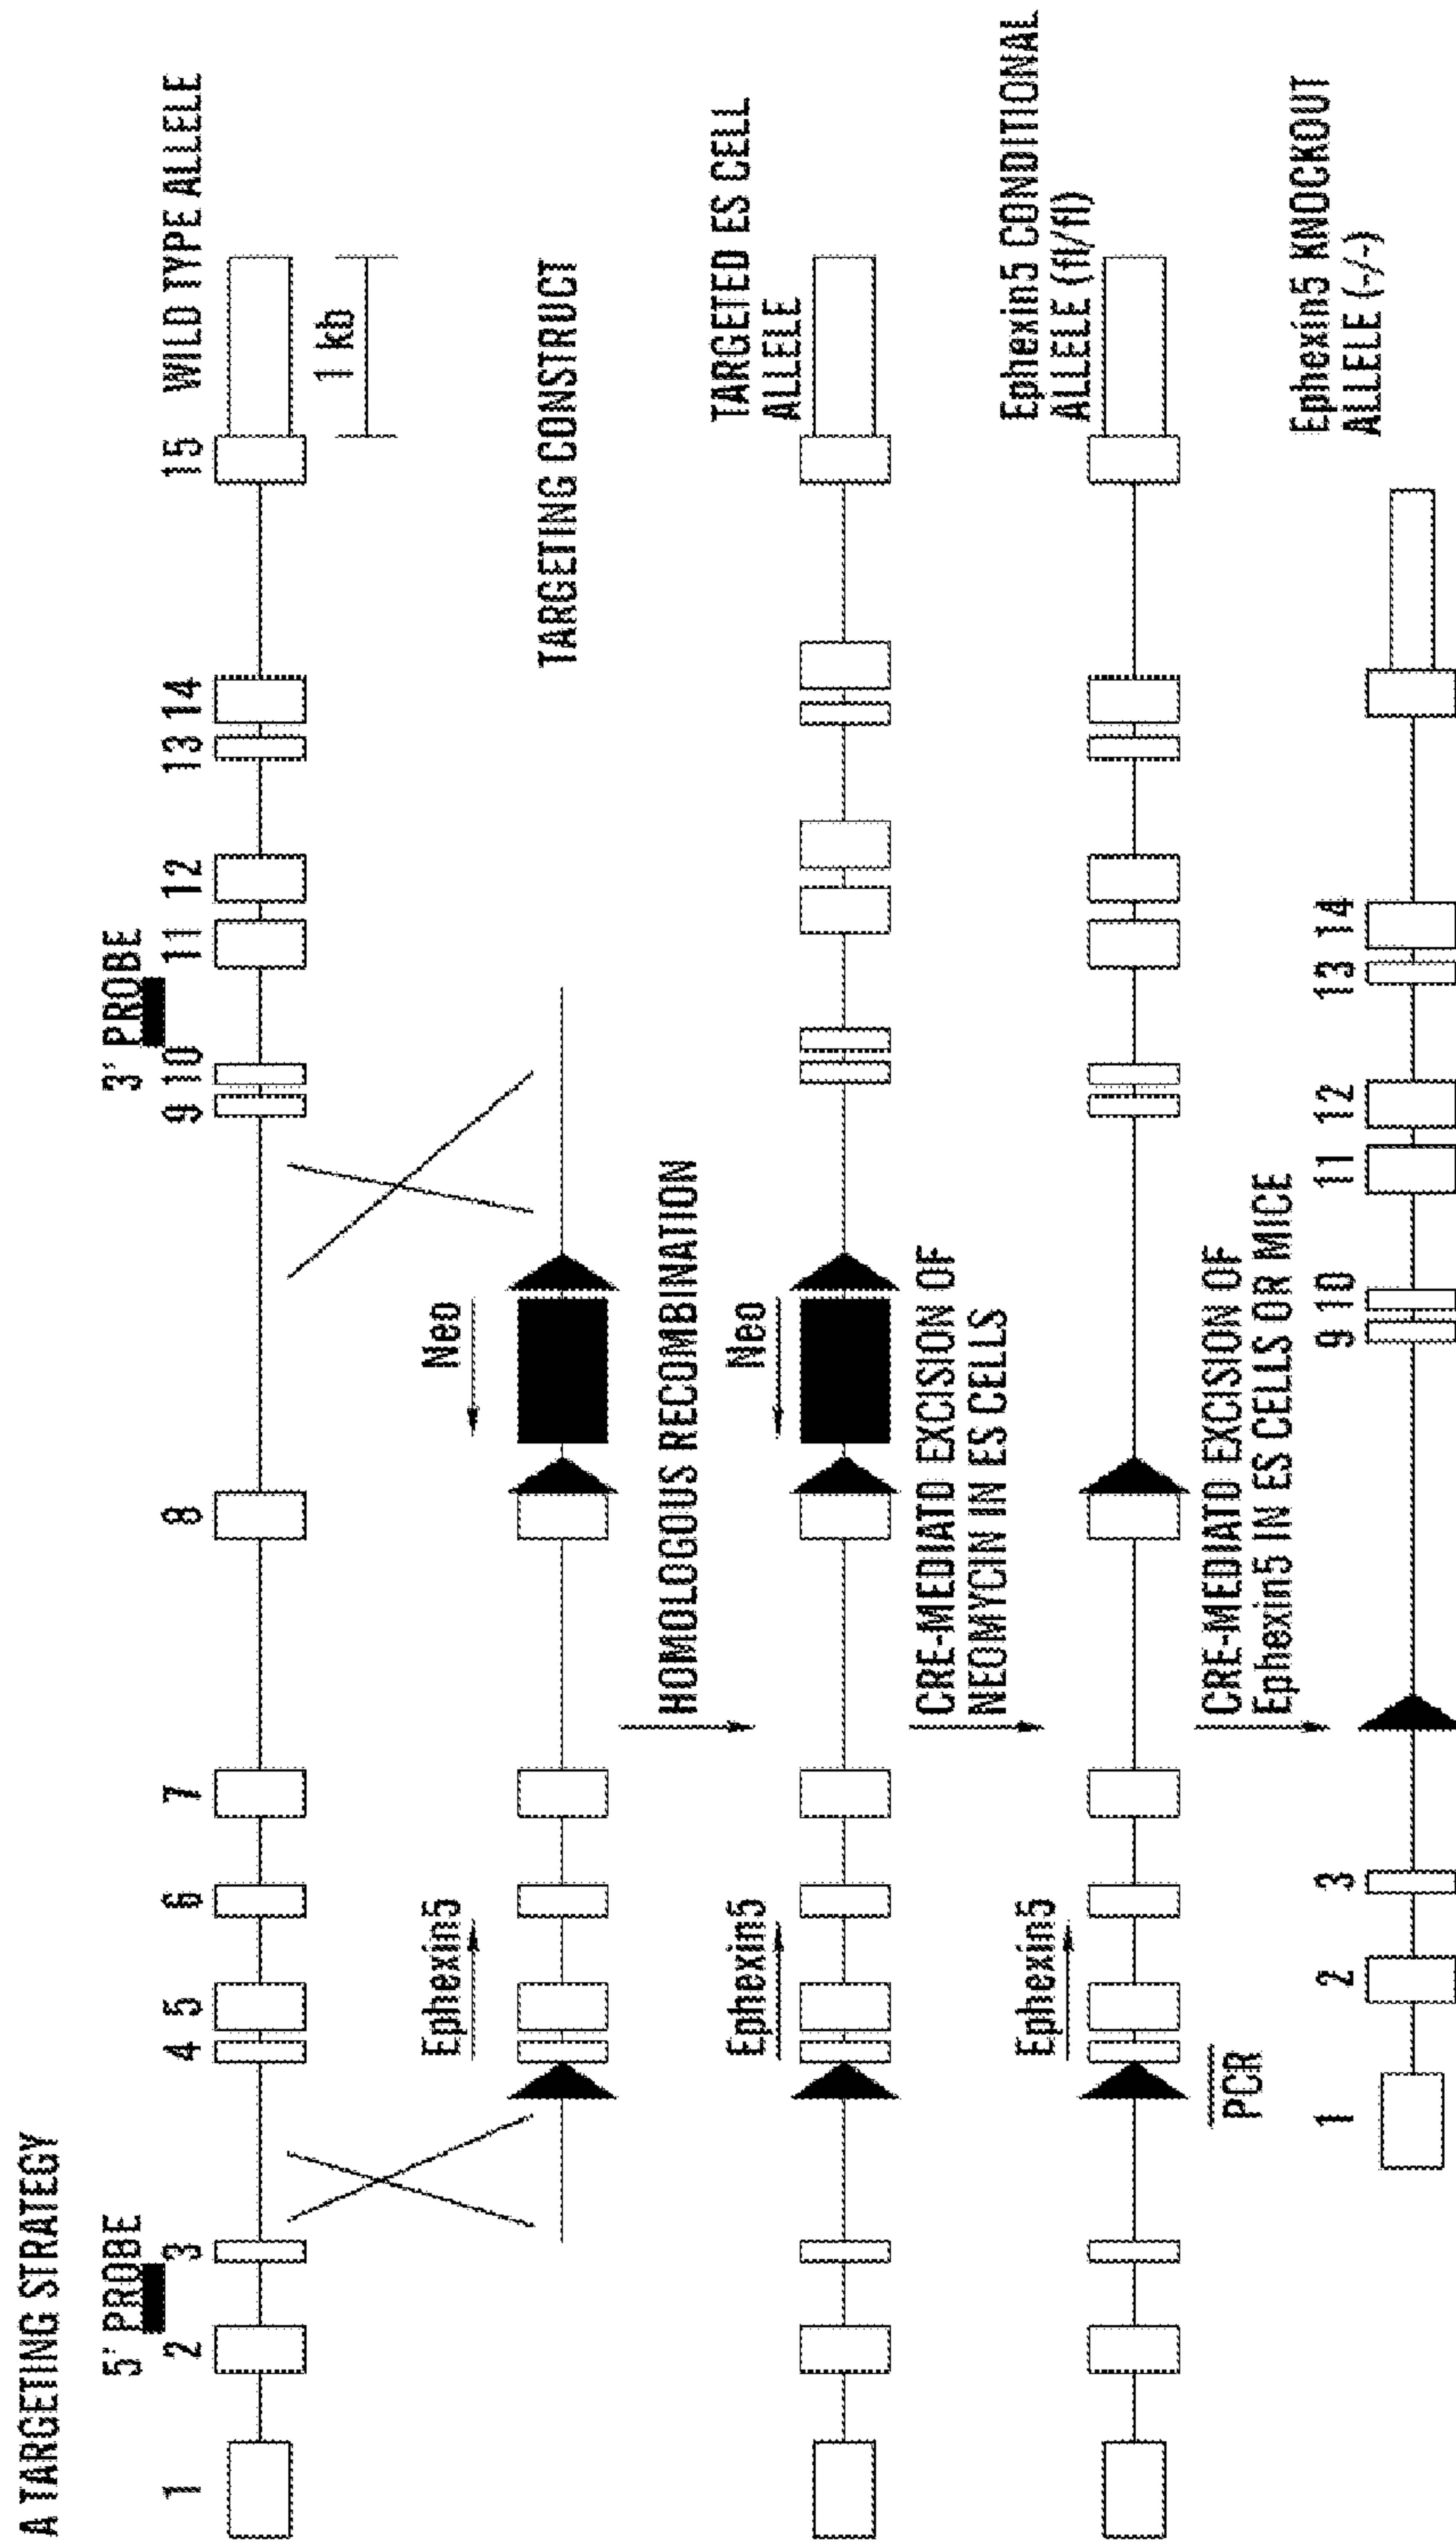 A TARGETING STRATEGY
5' PROBE
3' PROBE
1 2 3 4 5 6 7 8 9 10 11 12 13 14 15 WILD TYPE ALLELE
1 kb
Ephexin5
Neo
TARGETING CONSTRUCT
HOMOLOGOUS RECOMBINATION
Ephexin5
Neo
TARGETED ES CELL
ALLELE
CRE-MEDIATD EXCISION OF
NEOMYCIN IN ES CELLS
Ephexin5
Ephexin5 CONDITIONAL
ALLELE (fl/fl)
PCR
CRE-MEDIATD EXCISION OF
Ephexin5 IN ES CELLS OR MICE
Ephexin5 KNOCKOUT
ALLELE (-/-)
1 2 3 9 10 11 12 13 14